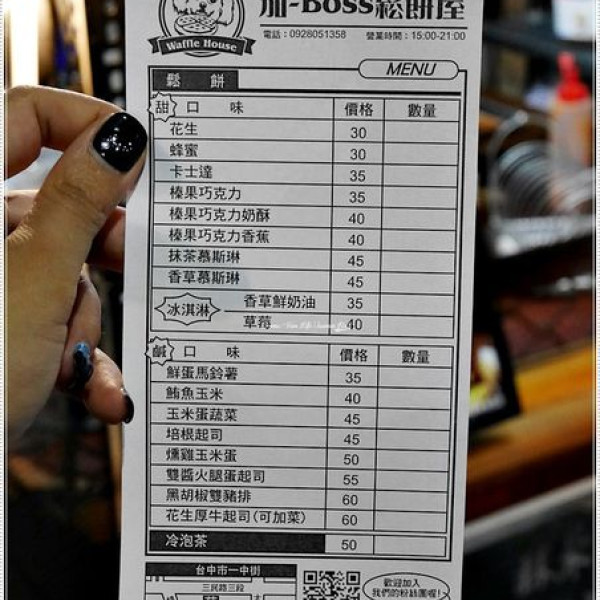 加-Boss鬆餅屋
Waffle House
電話：0928051358 營業時間：15:00-21:00
MENU
鬆餅
甜 口味 價格 數量
花生 30
蜂蜜 30
卡士達 35
榛果巧克力 35
榛果巧克力奶酥 40
榛果巧克力香蕉 40
抹茶慕斯琳 45
香草慕斯琳 45
冰淇淋 香草鮮奶油 35
草莓 40
鹹 口味 價格 數量
鮮蛋馬鈴薯 35
鮪魚玉米 40
玉米蛋蔬菜 45
培根起司 45
燻雞玉米蛋 50
雙醬火腿蛋起司 55
黑胡椒雙豬排 60
花生厚牛起司(可加菜) 60
冷泡茶 50
台中市一中街
三民路三段
歡迎加入
我們的粉絲團喔!